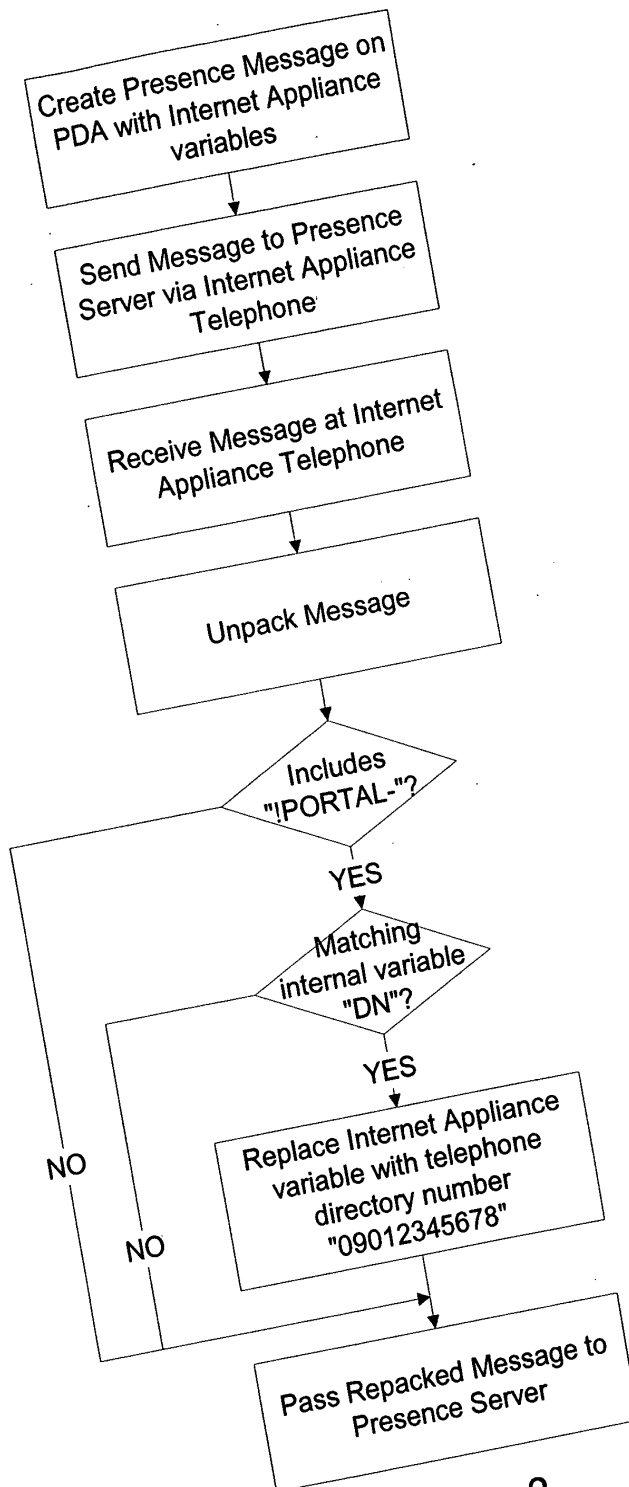 Create Presence Message on
PDA with Internet Appliance
variables
Send Message to Presence
Server via Internet Appliance
Telephone
Receive Message at Internet
Appliance Telephone
Unpack Message
Includes
"!PORTAL-"?
YES
Matching
internal variable
"DN"?
YES
Replace Internet Appliance
variable with telephone
directory number
"09012345678"
NO
NO
Pass Repacked Message to
Presence Server